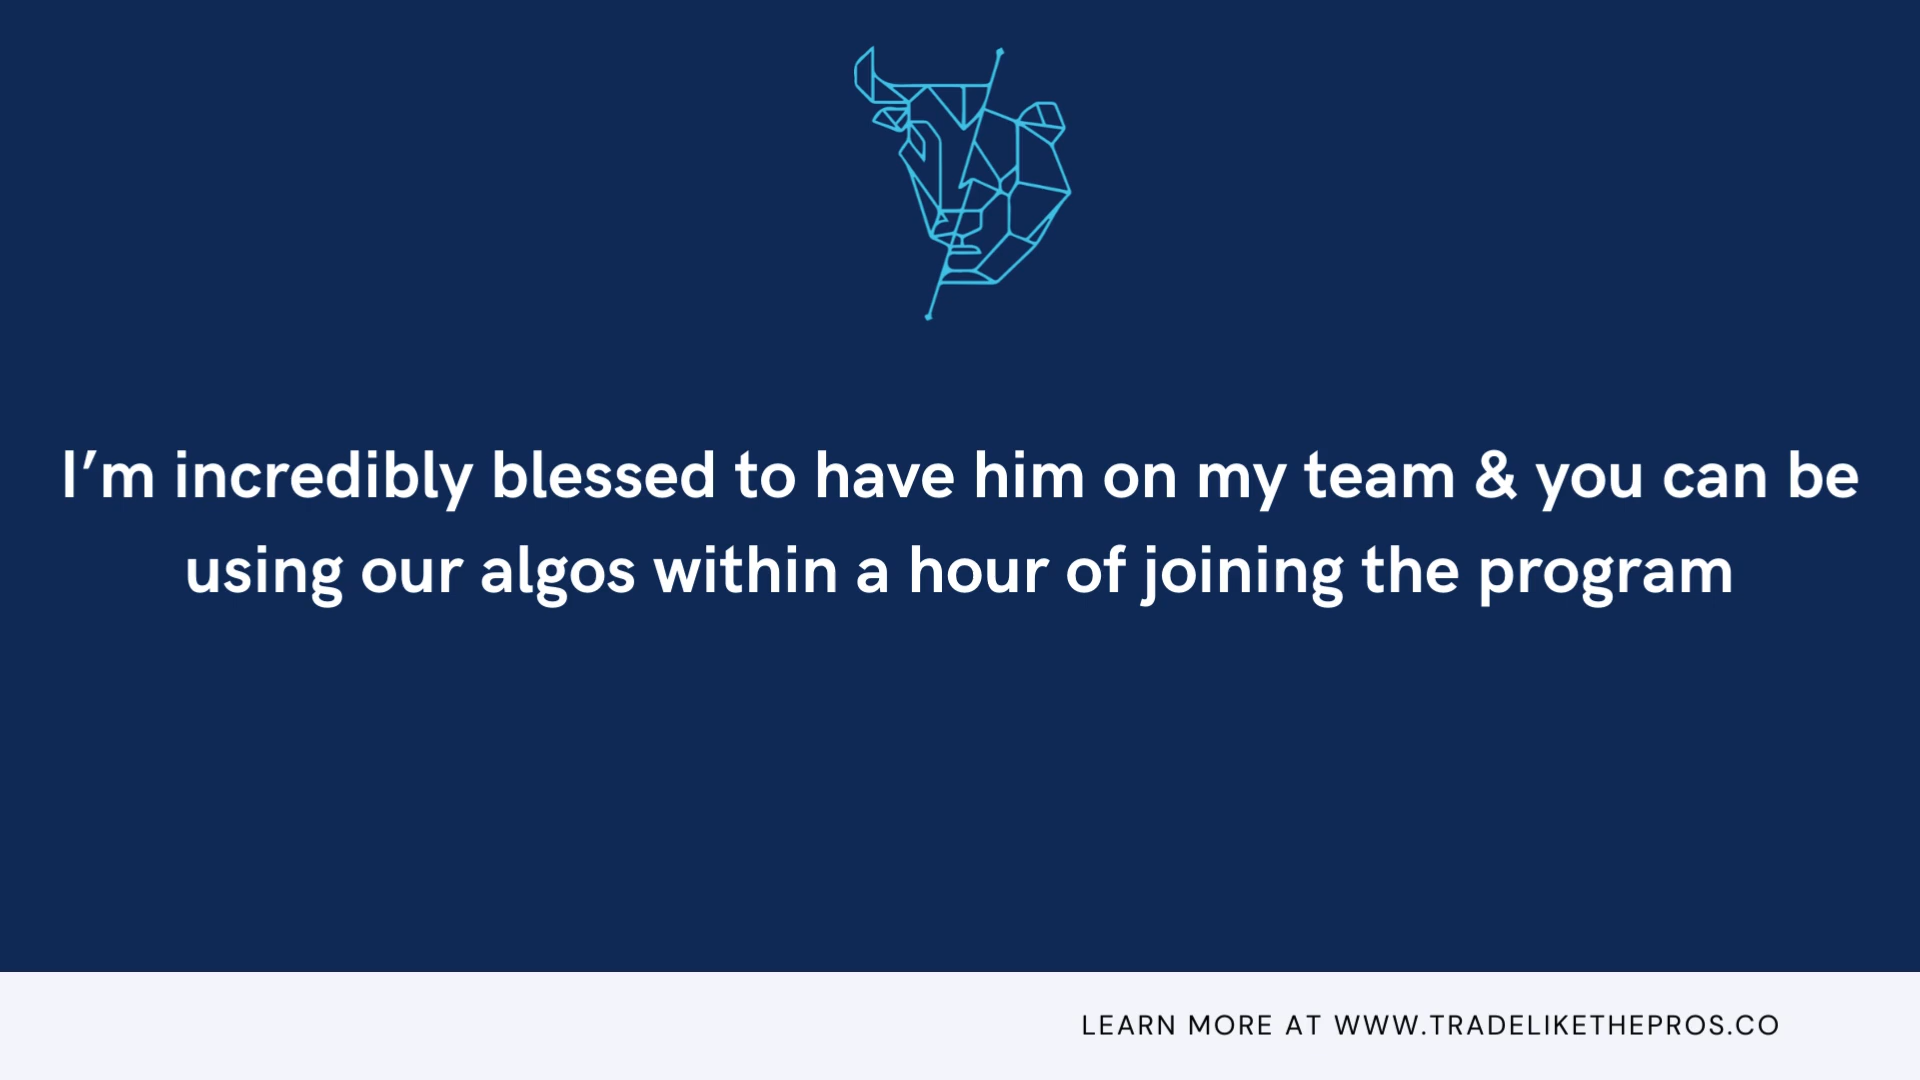 I’m incredibly blessed to have him on my team & you can be
using our algos within a hour of joining the program
LEARN MORE AT WWW.TRADELIKETHEPROS.CO